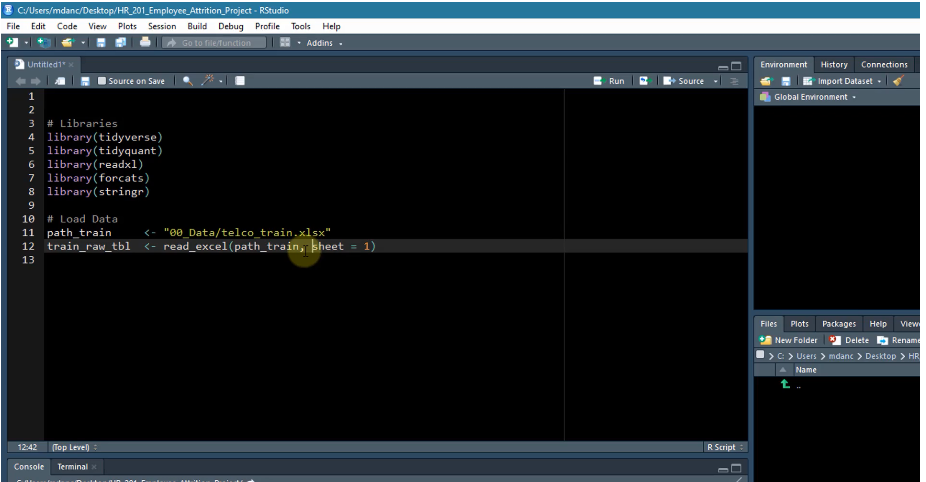 C:/Users/mdanc/Desktop/HR_201_Employee_Attrition_Project - RStudio
File Edit Code View Plots Session Build Debug Profile Tools Help
Go to file/function Addins
Untitled1* ×
Source on Save Run Source
1
2
3 # Libraries
4 library(tidyverse)
5 library(tidyquant)
6 library(readxl)
7 library(forcats)
8 library(stringr)
9
10 # Load Data
11 path_train <- "00_Data/telco_train.xlsx"
12 train_raw_tbl <- read_excel(path_train, sheet = 1)
13
12:42 (Top Level) R Script
Console Terminal ×
Environment History Connections
Import Dataset
Global Environment
Files Plots Packages Help View
New Folder Delete Rename
C: > Users > mdanc > Desktop > HR
Name
..